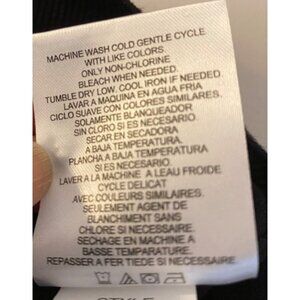 MACHINE WASH COLD GENTLE CYCLE
WITH LIKE COLORS.
ONLY NON-CHLORINE
BLEACH WHEN NEEDED.
TUMBLE DRY LOW. COOL IRON IF NEEDED.
LAVAR A MAQUINA EN AGUA FRIA
CICLO SUAVE CON COLORES SIMILARES.
SOLAMENTE BLANQUEADOR
SIN CLORO SI ES NECESARIO.
SECAR EN SECADORA
A BAJA TEMPERATURA.
PLANCHA A BAJA TEMPERATURA
SI ES NECESARIO.
LAVER A LA MACHINE A LEAU FROIDE
CYCLE DELICAT
AVEC COULEURS SIMILAIRES.
SEULEMENT AGENT DE
BLANCHIMENT SANS
CHLORE SI NECESSAIRE.
SECHAGE EN MACHINE A
BASSE TEMPARATURE.
REPASSER A FER TIEDE SI NECESSAIRE
STYLE